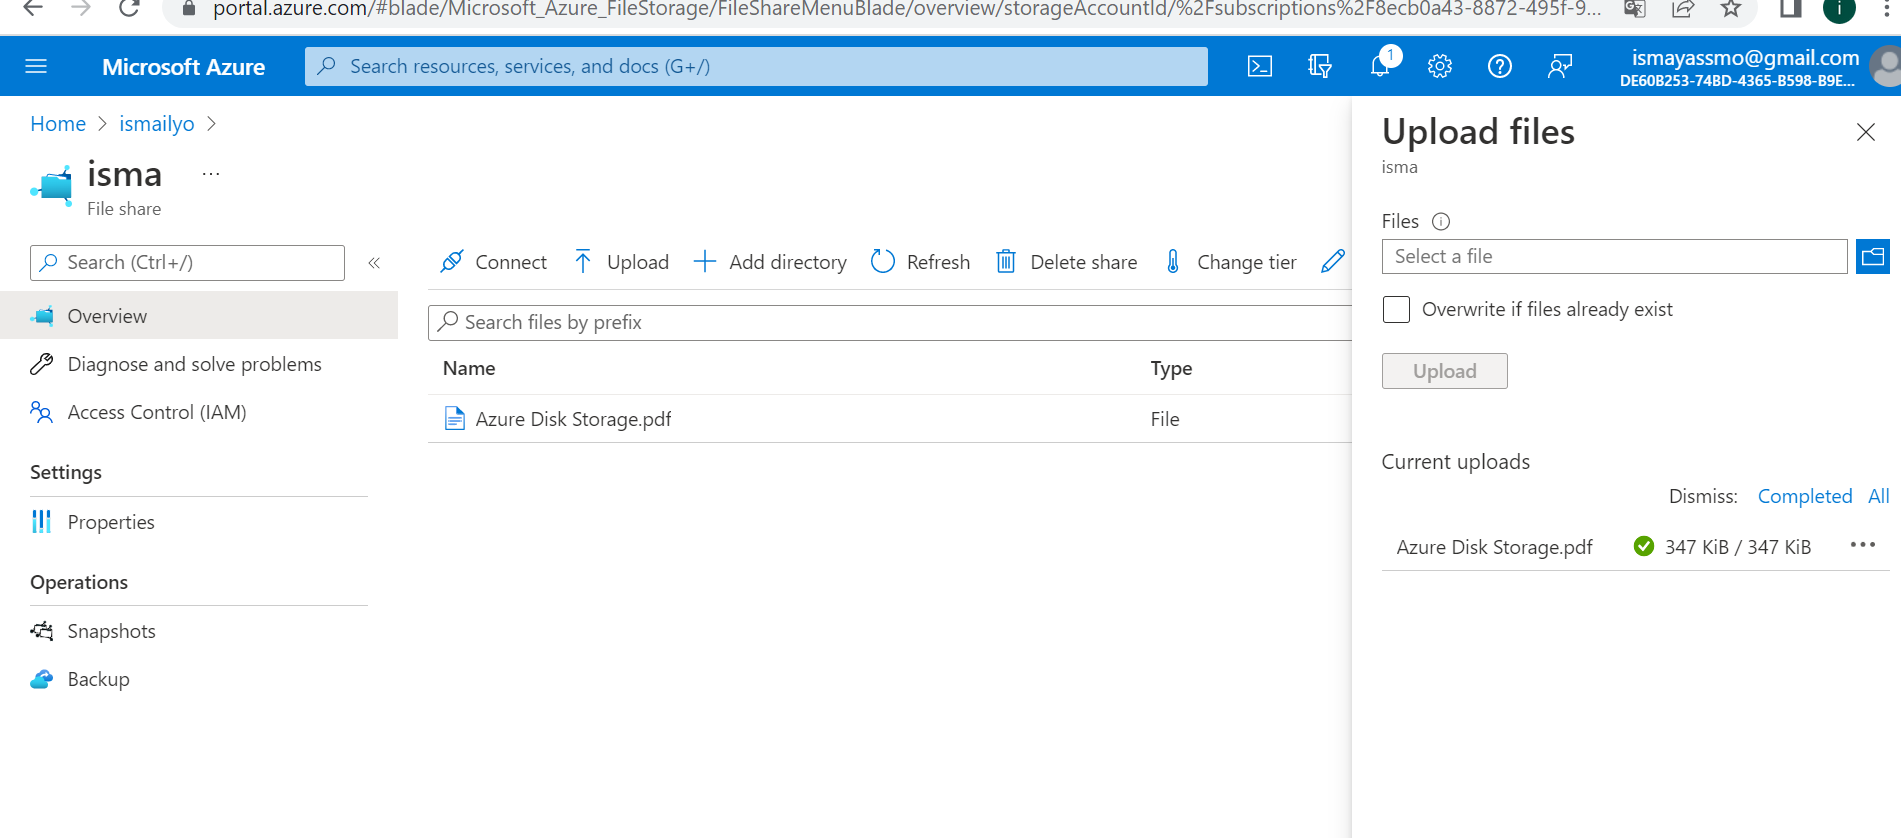 portal.azure.com/#blade/Microsoft_Azure_FileStorage/FileShareMenuBlade/overview/storageAccountId/%2Fsubscriptions%2F8ecb0a43-8872-495f-9...
i
Microsoft Azure
Search resources, services, and docs (G+/)
1
ismayassmo@gmail.com
DE60B253-74BD-4365-B598-B9E...
Home > ismailyo >
isma ...
File share
Search (Ctrl+/) «
Overview
Diagnose and solve problems
Access Control (IAM)
Settings
Properties
Operations
Snapshots
Backup
Connect Upload Add directory Refresh Delete share Change tier
Search files by prefix
Name Type
Azure Disk Storage.pdf File
Upload files
isma
Files
Select a file
Overwrite if files already exist
Upload
Current uploads
Dismiss: Completed All
Azure Disk Storage.pdf 347 KiB / 347 KiB ...